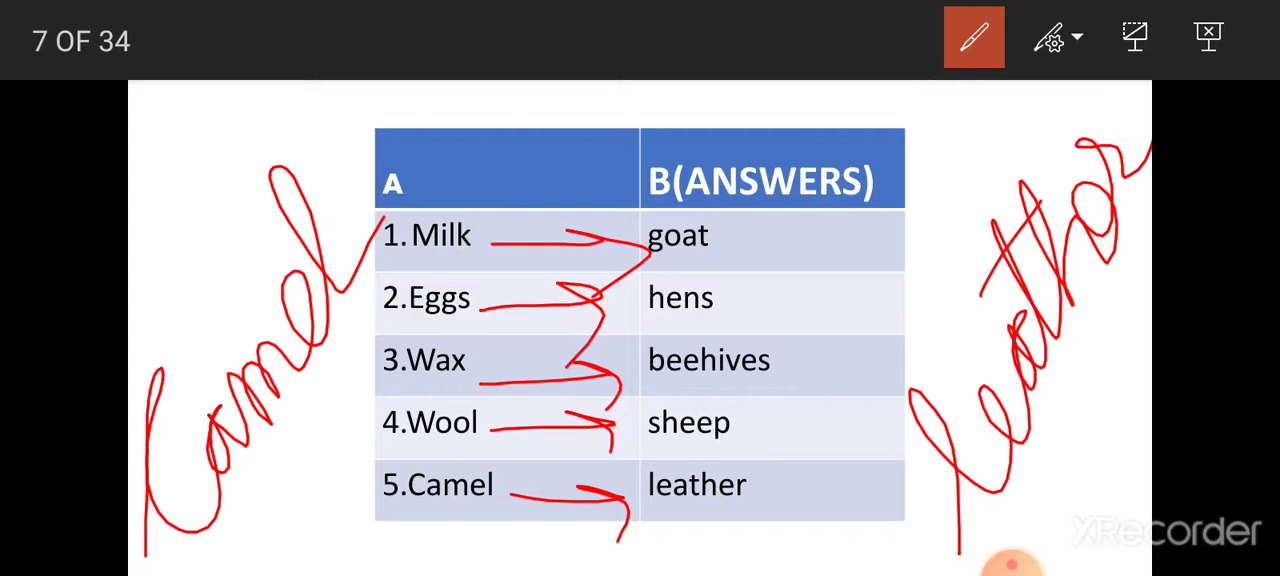 7 OF 34
A B(ANSWERS)
1.Milk goat
2.Eggs hens
3.Wax beehives
4.Wool sheep
5.Camel leather
Camel
leather
XRecorder